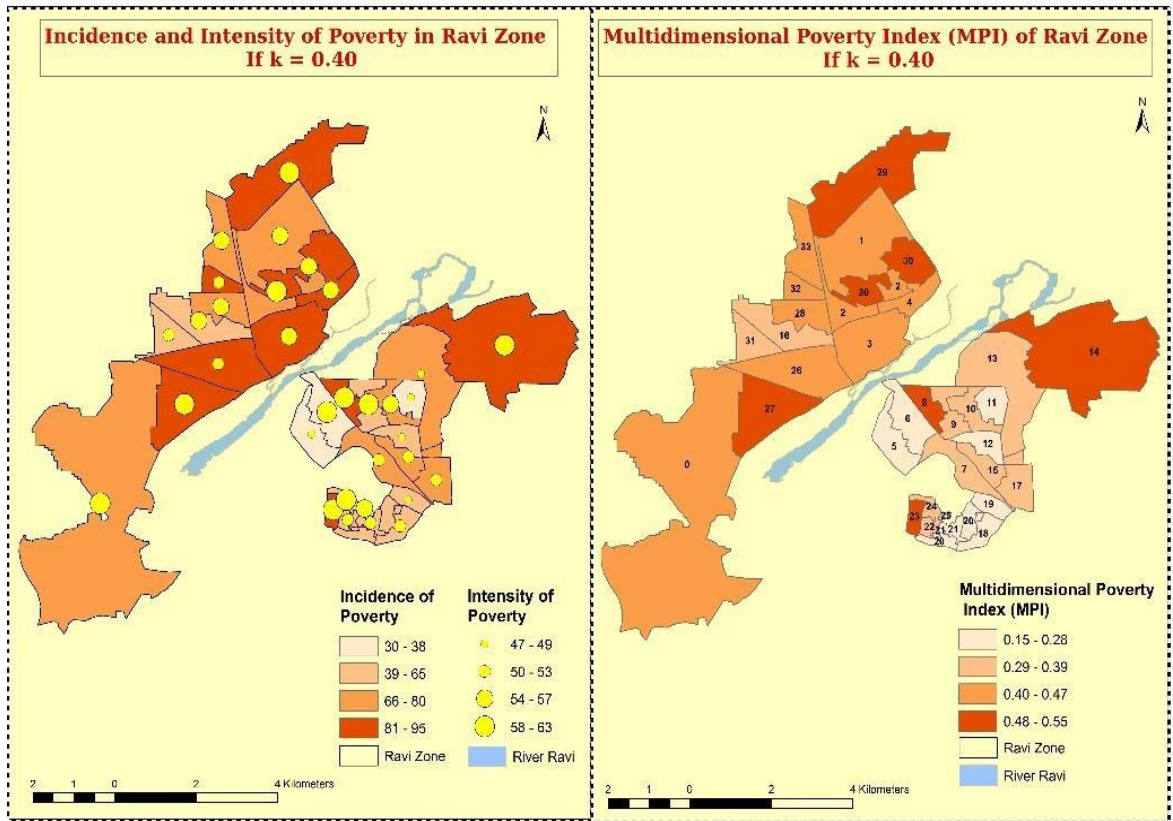 Incidence and Intensity of Poverty in Ravi Zone
If k = 0.40
N
Incidence of
Poverty
30 - 38
39 - 65
66 - 80
81 - 95
Ravi Zone
Intensity of
Poverty
47 - 49
50 - 53
54 - 57
58 - 63
River Ravi
2 1 0 2 4 Kilometers
Multidimensional Poverty Index (MPI) of Ravi Zone
If k = 0.40
N
29
1
33
30
32
30
2
4
28
2
31
16
3
26
13
14
27
8
11
6
10
9
5
12
0
7
15
17
19
24
23
25
20
22
21
21
18
20
Multidimensional Poverty
Index (MPI)
0.15 - 0.28
0.29 - 0.39
0.40 - 0.47
0.48 - 0.55
Ravi Zone
River Ravi
2 1 0 2 4 Kilometers